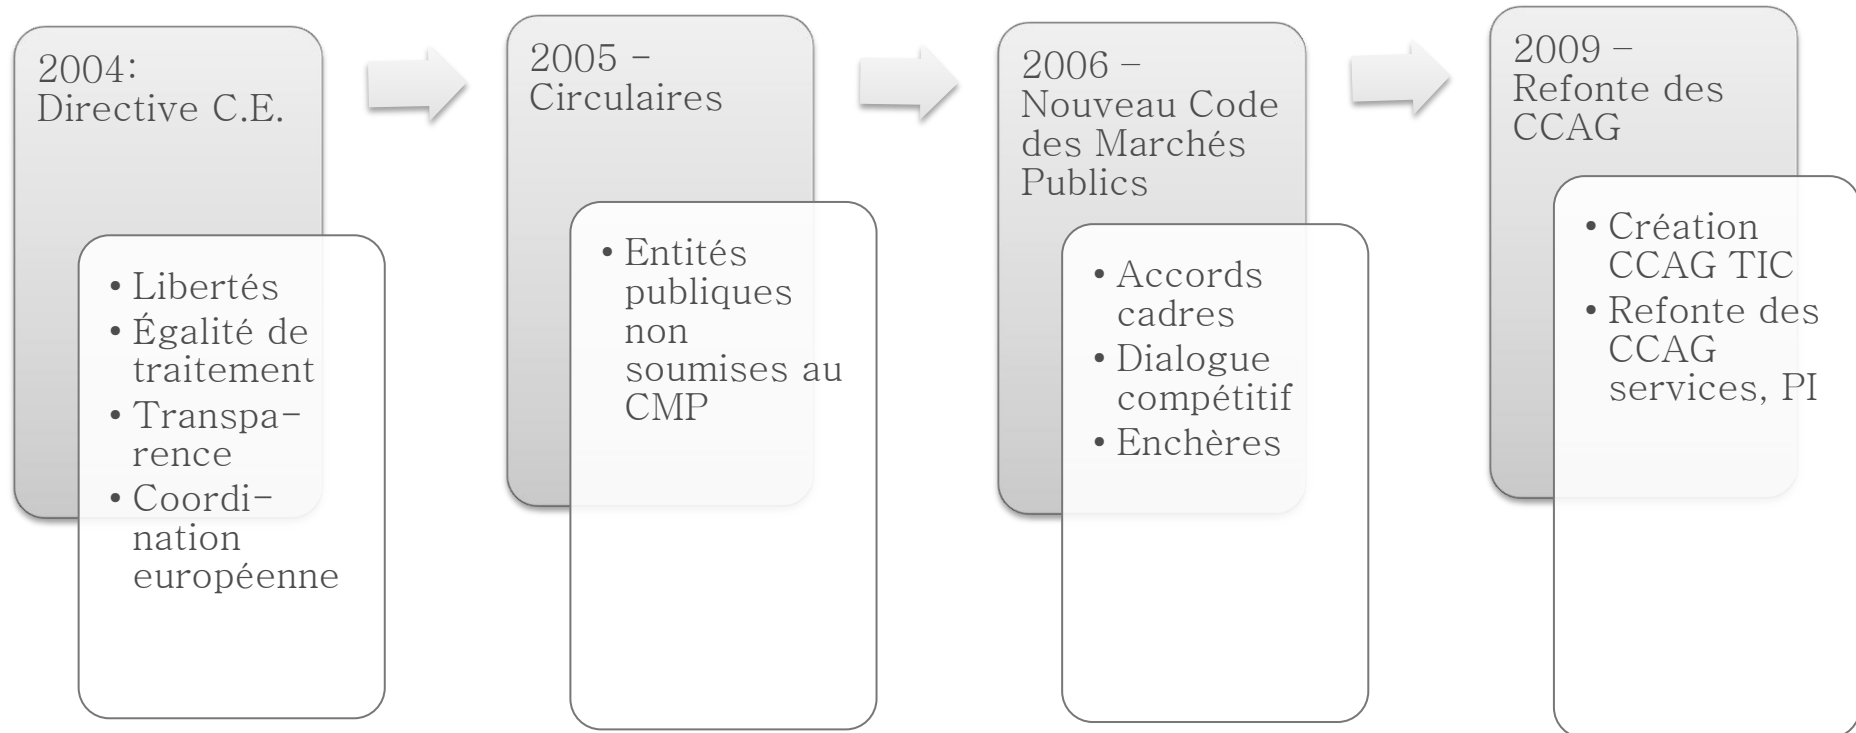 2004:
Directive C.E.
• Libertés
• Égalité de
traitement
• Transpa-
rence
• Coordi-
nation
européenne
2005 –
Circulaires
• Entités
publiques
non
soumises au
CMP
2006 –
Nouveau Code
des Marchés
Publics
• Accords
cadres
• Dialogue
compétitif
• Enchères
2009 –
Refonte des
CCAG
• Création
CCAG TIC
• Refonte des
CCAG
services, PI